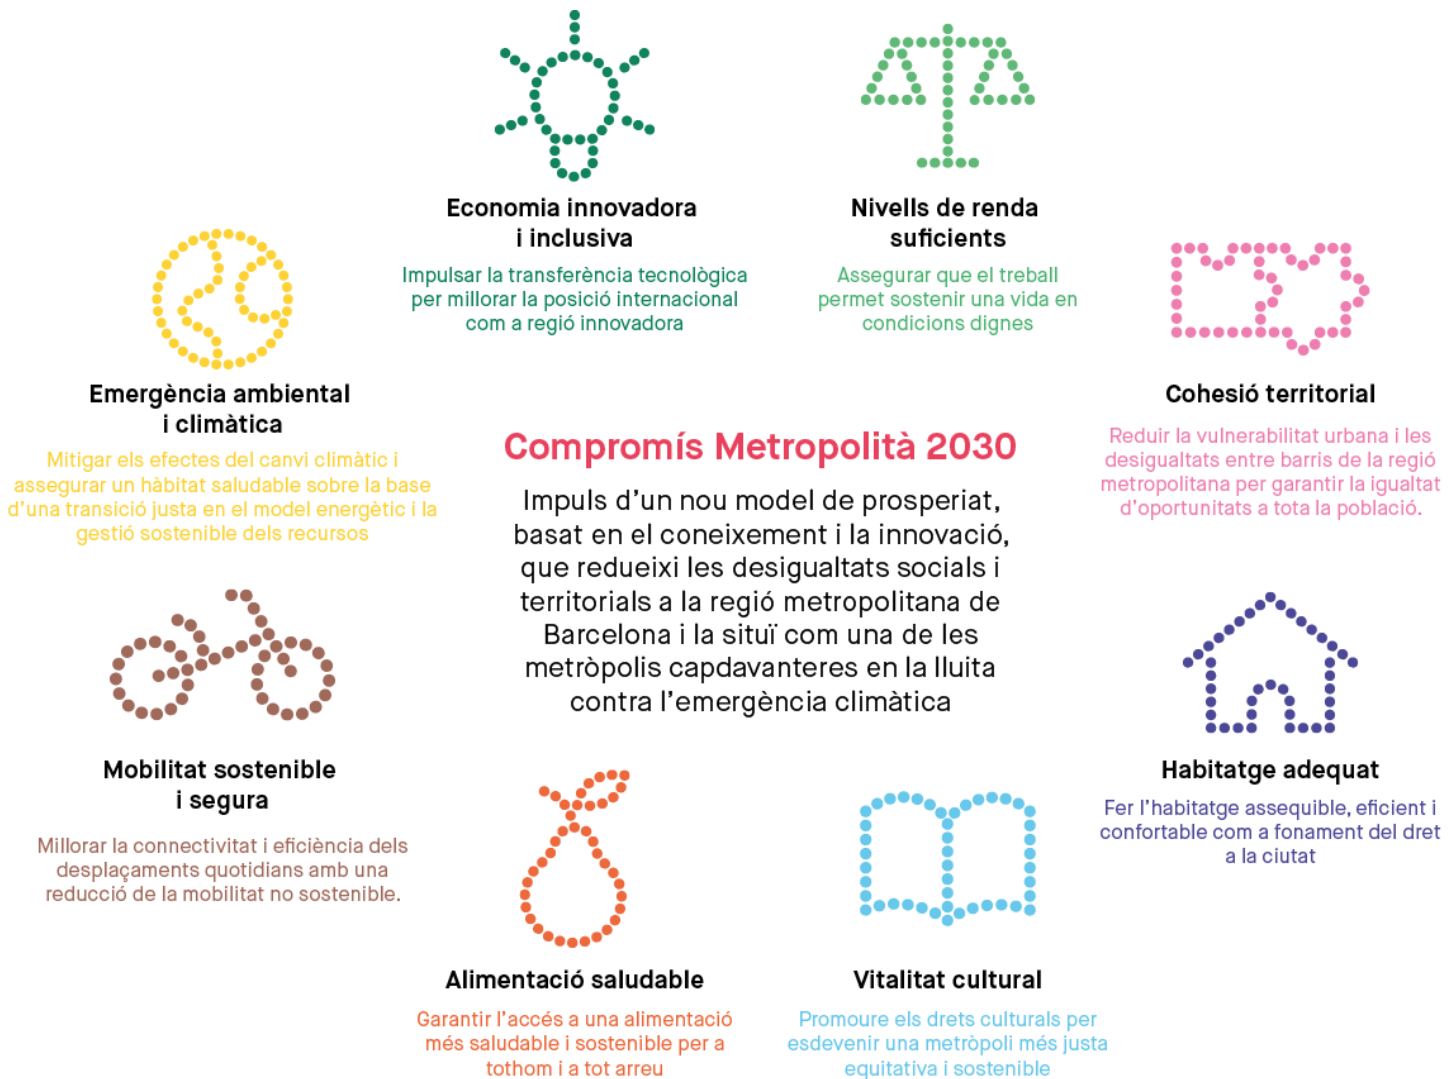 Economia innovadora
i inclusiva
Impulsar la transferència tecnològica
per millorar la posició internacional
com a regió innovadora
Nivells de renda
suficients
Assegurar que el treball
permet sostenir una vida en
condicions dignes
Emergència ambiental
i climàtica
Mitigar els efectes del canvi climàtic i
assegurar un hàbitat saludable sobre la base
d'una transició justa en el model energètic i la
gestió sostenible dels recursos
Cohesió territorial
Reduir la vulnerabilitat urbana i les
desigualtats entre barris de la regió
metropolitana per garantir la igualtat
d'oportunitats a tota la població.
Compromís Metropolità 2030
Impuls d'un nou model de prosperiat,
basat en el coneixement i la innovació,
que redueixi les desigualtats socials i
territorials a la regió metropolitana de
Barcelona i la situï com una de les
metròpolis capdavanteres en la lluita
contra l'emergència climàtica
Mobilitat sostenible
i segura
Millorar la connectivitat i eficiència dels
desplaçaments quotidians amb una
reducció de la mobilitat no sostenible.
Habitatge adequat
Fer l'habitatge assequible, eficient i
confortable com a fonament del dret
a la ciutat
Alimentació saludable
Garantir l'accés a una alimentació
més saludable i sostenible per a
tothom i a tot arreu
Vitalitat cultural
Promoure els drets culturals per
esdevenir una metròpoli més justa
equitativa i sostenible